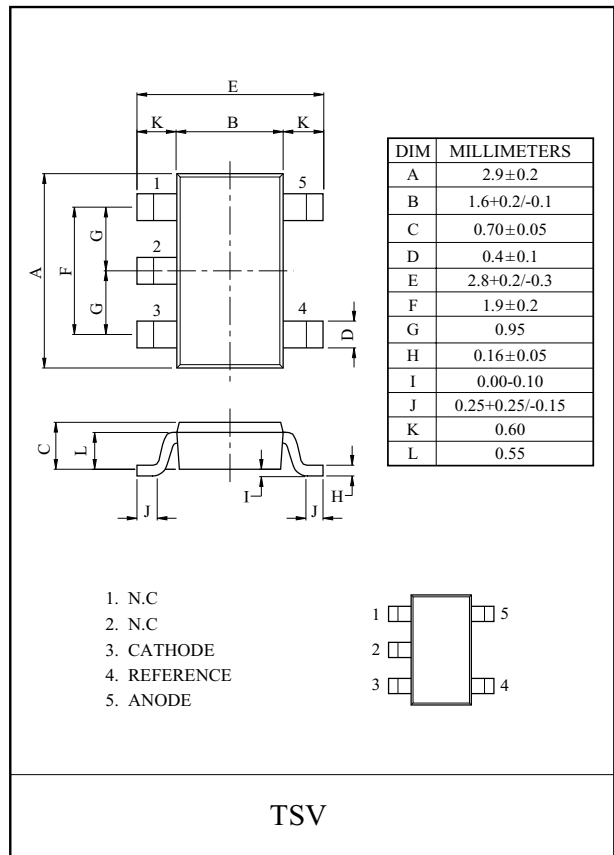 E
K B K
1 5
2
3 4
A
F
G
G
D
C
L
I
H
J
J
DIM MILLIMETERS
A 2.9±0.2
B 1.6+0.2/-0.1
C 0.70±0.05
D 0.4±0.1
E 2.8+0.2/-0.3
F 1.9±0.2
G 0.95
H 0.16±0.05
I 0.00-0.10
J 0.25+0.25/-0.15
K 0.60
L 0.55
1. N.C
2. N.C
3. CATHODE
4. REFERENCE
5. ANODE
1 5
2
3 4
TSV